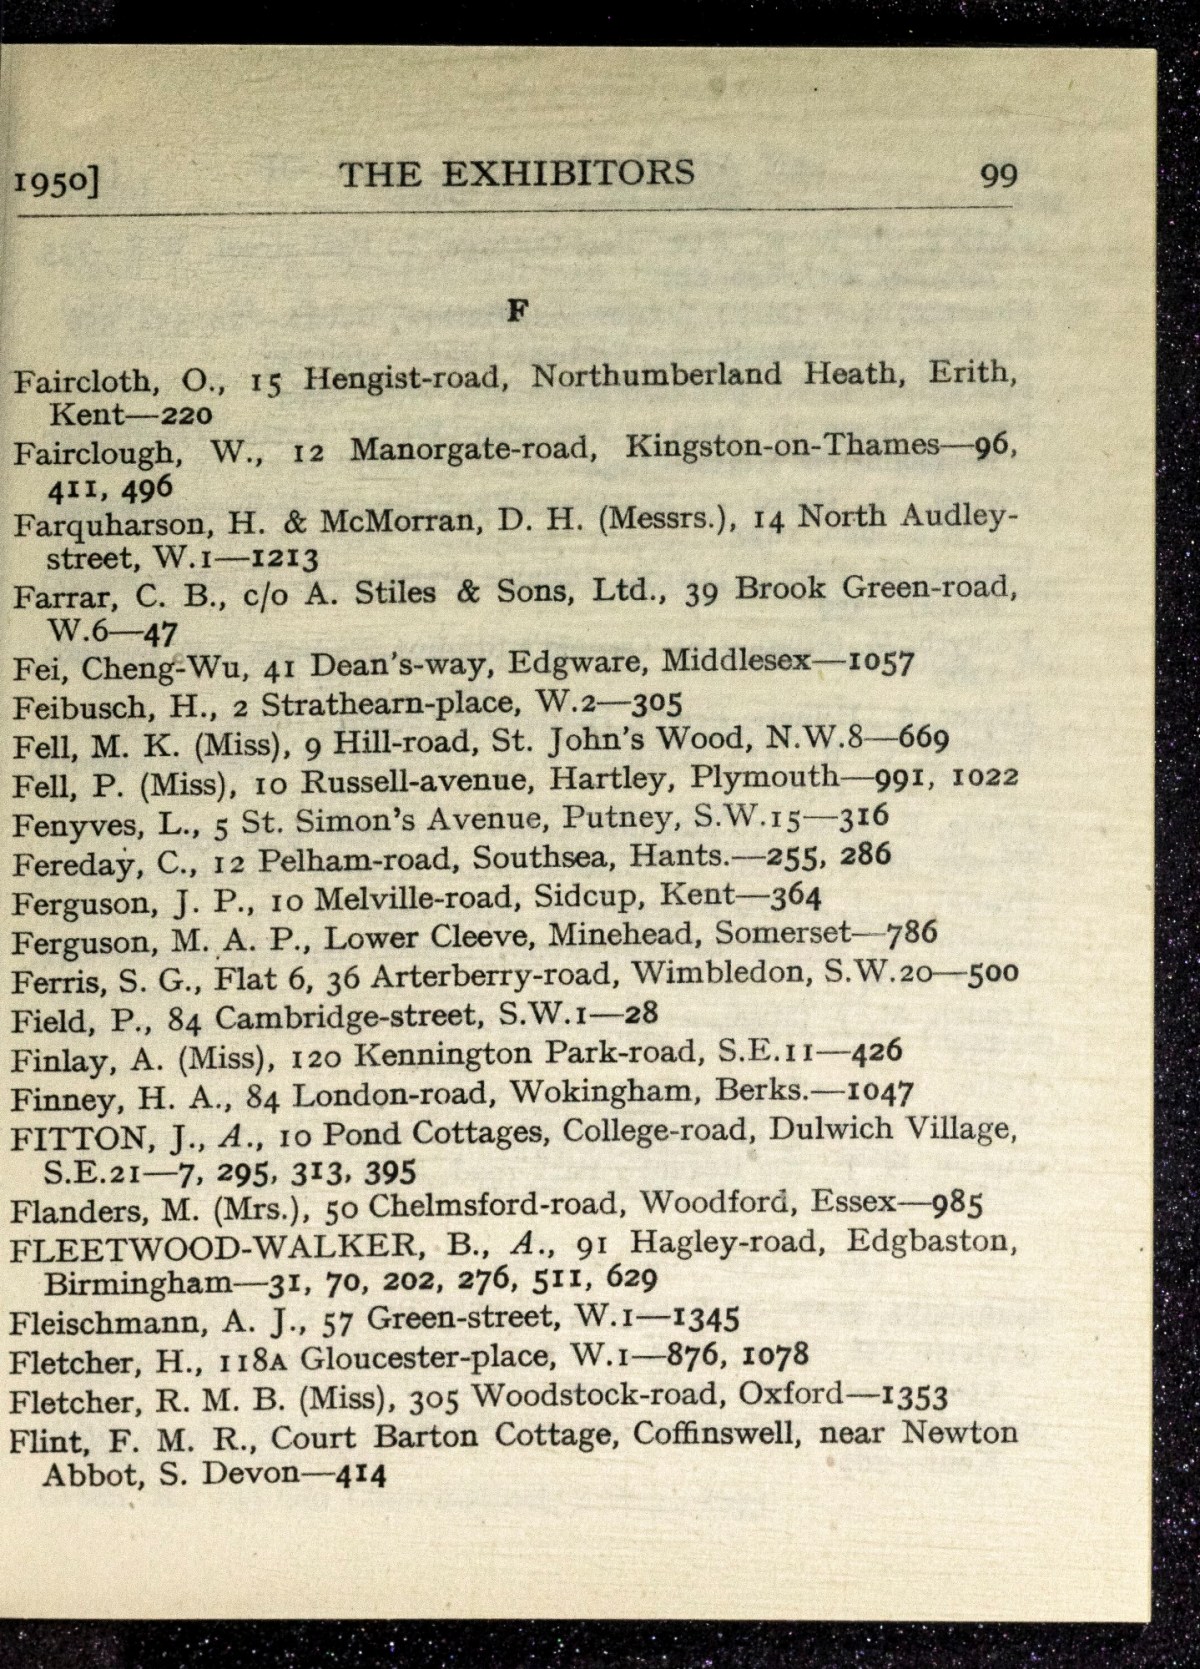 1950] THE EXHIBITORS 99
F
Faircloth, O., 15 Hengist-road, Northumberland Heath, Erith,
Kent—220
Fairclough, W., 12 Manorgate-road, Kingston-on-Thames—96,
411, 496
Farquharson, H. & McMorran, D. H. (Messrs.), 14 North Audley-
street, W.1—1213
Farrar, C. B., c/o A. Stiles & Sons, Ltd., 39 Brook Green-road,
W.6—47
Fei, Cheng-Wu, 41 Dean's-way, Edgware, Middlesex—1057
Feibusch, H., 2 Strathearn-place, W.2—305
Fell, M. K. (Miss), 9 Hill-road, St. John's Wood, N.W.8—669
Fell, P. (Miss), 10 Russell-avenue, Hartley, Plymouth—991, 1022
Fenyves, L., 5 St. Simon's Avenue, Putney, S.W.15—316
Fereday, C., 12 Pelham-road, Southsea, Hants.—255, 286
Ferguson, J. P., 10 Melville-road, Sidcup, Kent—364
Ferguson, M. A. P., Lower Cleeve, Minehead, Somerset—786
Ferris, S. G., Flat 6, 36 Arterberry-road, Wimbledon, S.W.20—500
Field, P., 84 Cambridge-street, S.W.1—28
Finlay, A. (Miss), 120 Kennington Park-road, S.E.11—426
Finney, H. A., 84 London-road, Wokingham, Berks.—1047
FITTON, J., A., 10 Pond Cottages, College-road, Dulwich Village,
S.E.21—7, 295, 313, 395
Flanders, M. (Mrs.), 50 Chelmsford-road, Woodford, Essex—985
FLEETWOOD-WALKER, B., A., 91 Hagley-road, Edgbaston,
Birmingham—31, 70, 202, 276, 511, 629
Fleischmann, A. J., 57 Green-street, W.1—1345
Fletcher, H., 118A Gloucester-place, W.1—876, 1078
Fletcher, R. M. B. (Miss), 305 Woodstock-road, Oxford—1353
Flint, F. M. R., Court Barton Cottage, Coffinswell, near Newton
Abbot, S. Devon—414